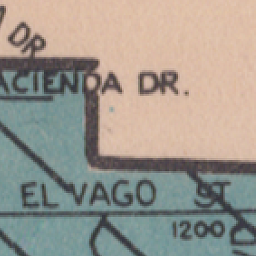 DR
ACIENDA DR.
EL VAGO ST
1200